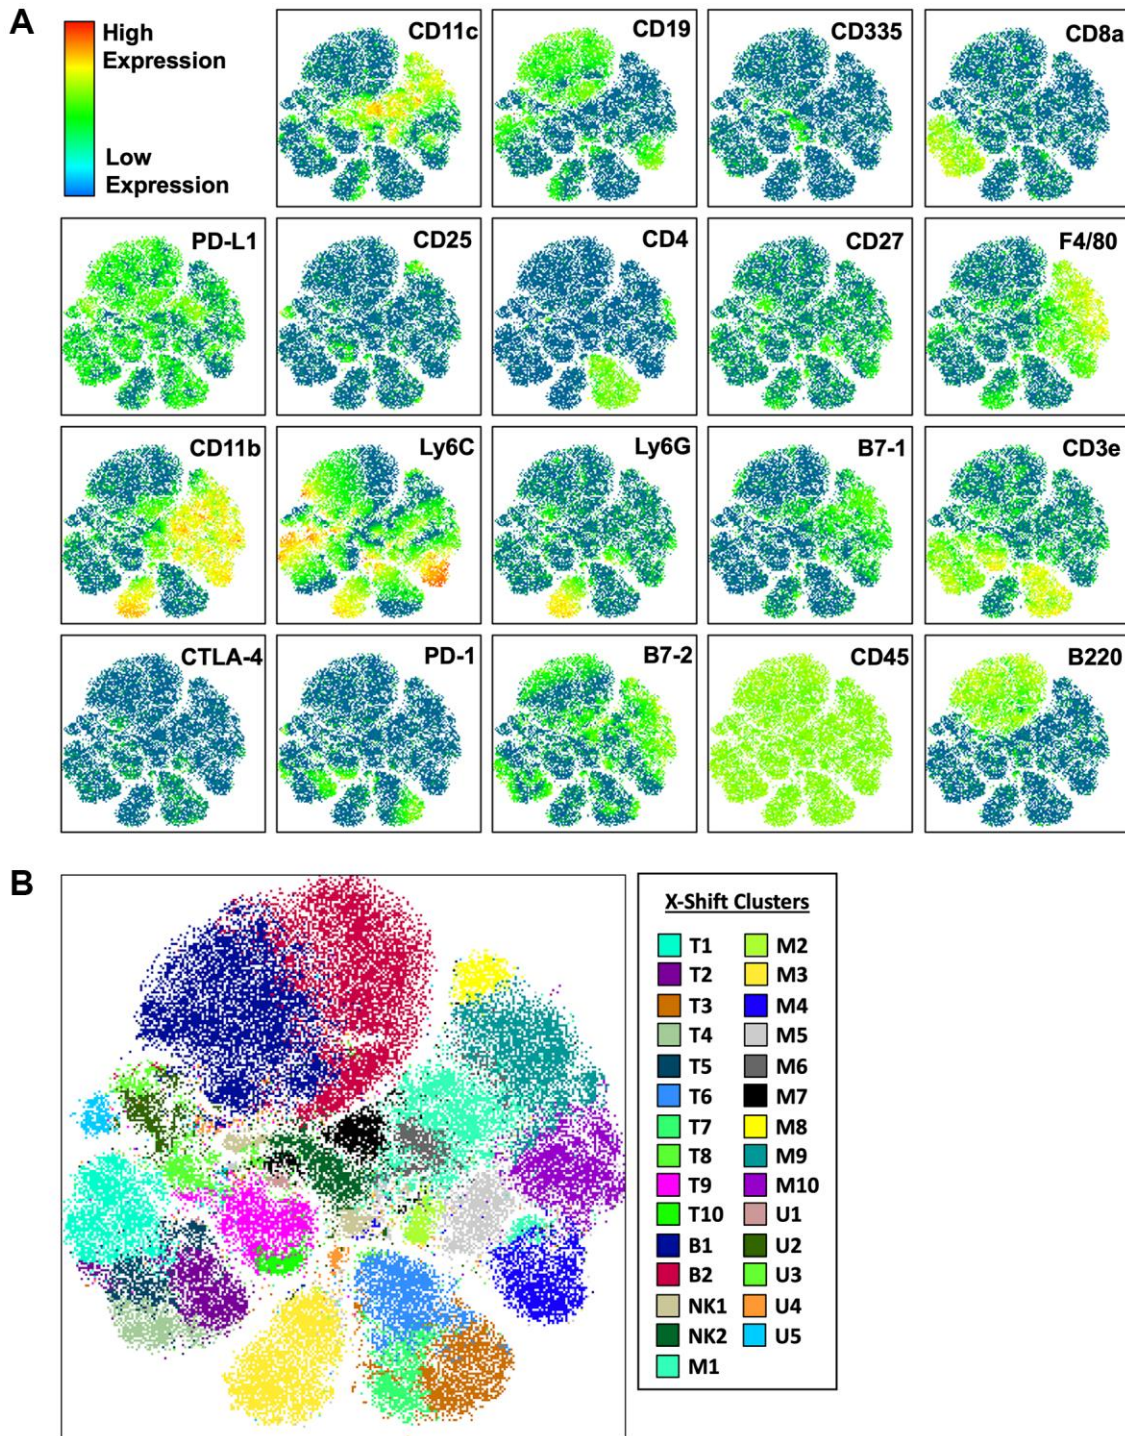 A
High
Expression
Low
Expression
CD11c
CD19
CD335
CD8a
PD-L1
CD25
CD4
CD27
F4/80
CD11b
Ly6C
Ly6G
B7-1
CD3e
CTLA-4
PD-1
B7-2
CD45
B220
B
X-Shift Clusters
T1 M2
T2 M3
T3 M4
T4 M5
T5 M6
T6 M7
T7 M8
T8 M9
T9 M10
T10 U1
B1 U2
B2 U3
NK1 U4
NK2 U5
M1